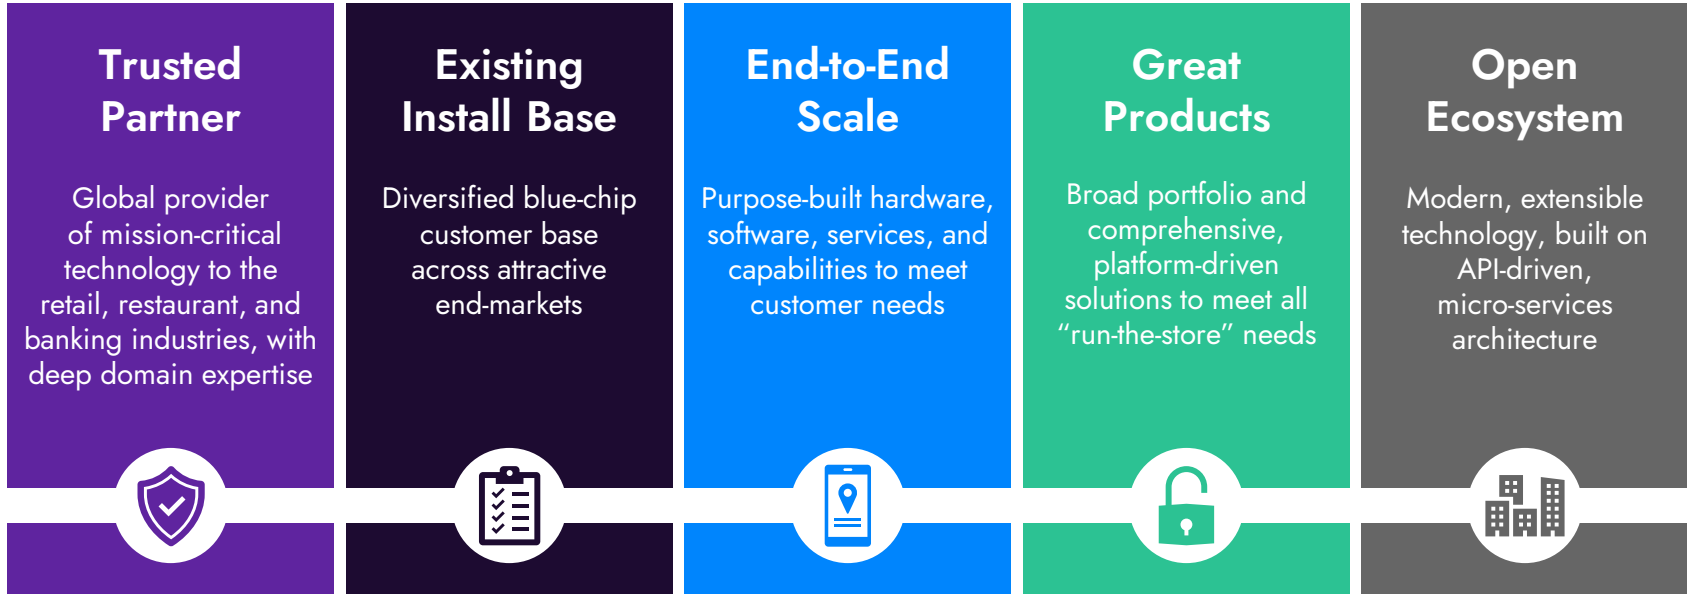 Trusted
Partner
Global provider
of mission-critical
technology to the
retail, restaurant, and
banking industries, with
deep domain expertise
Existing
Install Base
Diversified blue-chip
customer base
across attractive
end-markets
End-to-End
Scale
Purpose-built hardware,
software, services, and
capabilities to meet
customer needs
Great
Products
Broad portfolio and
comprehensive,
platform-driven
solutions to meet all
“run-the-store” needs
Open
Ecosystem
Modern, extensible
technology, built on
API-driven,
micro-services
architecture